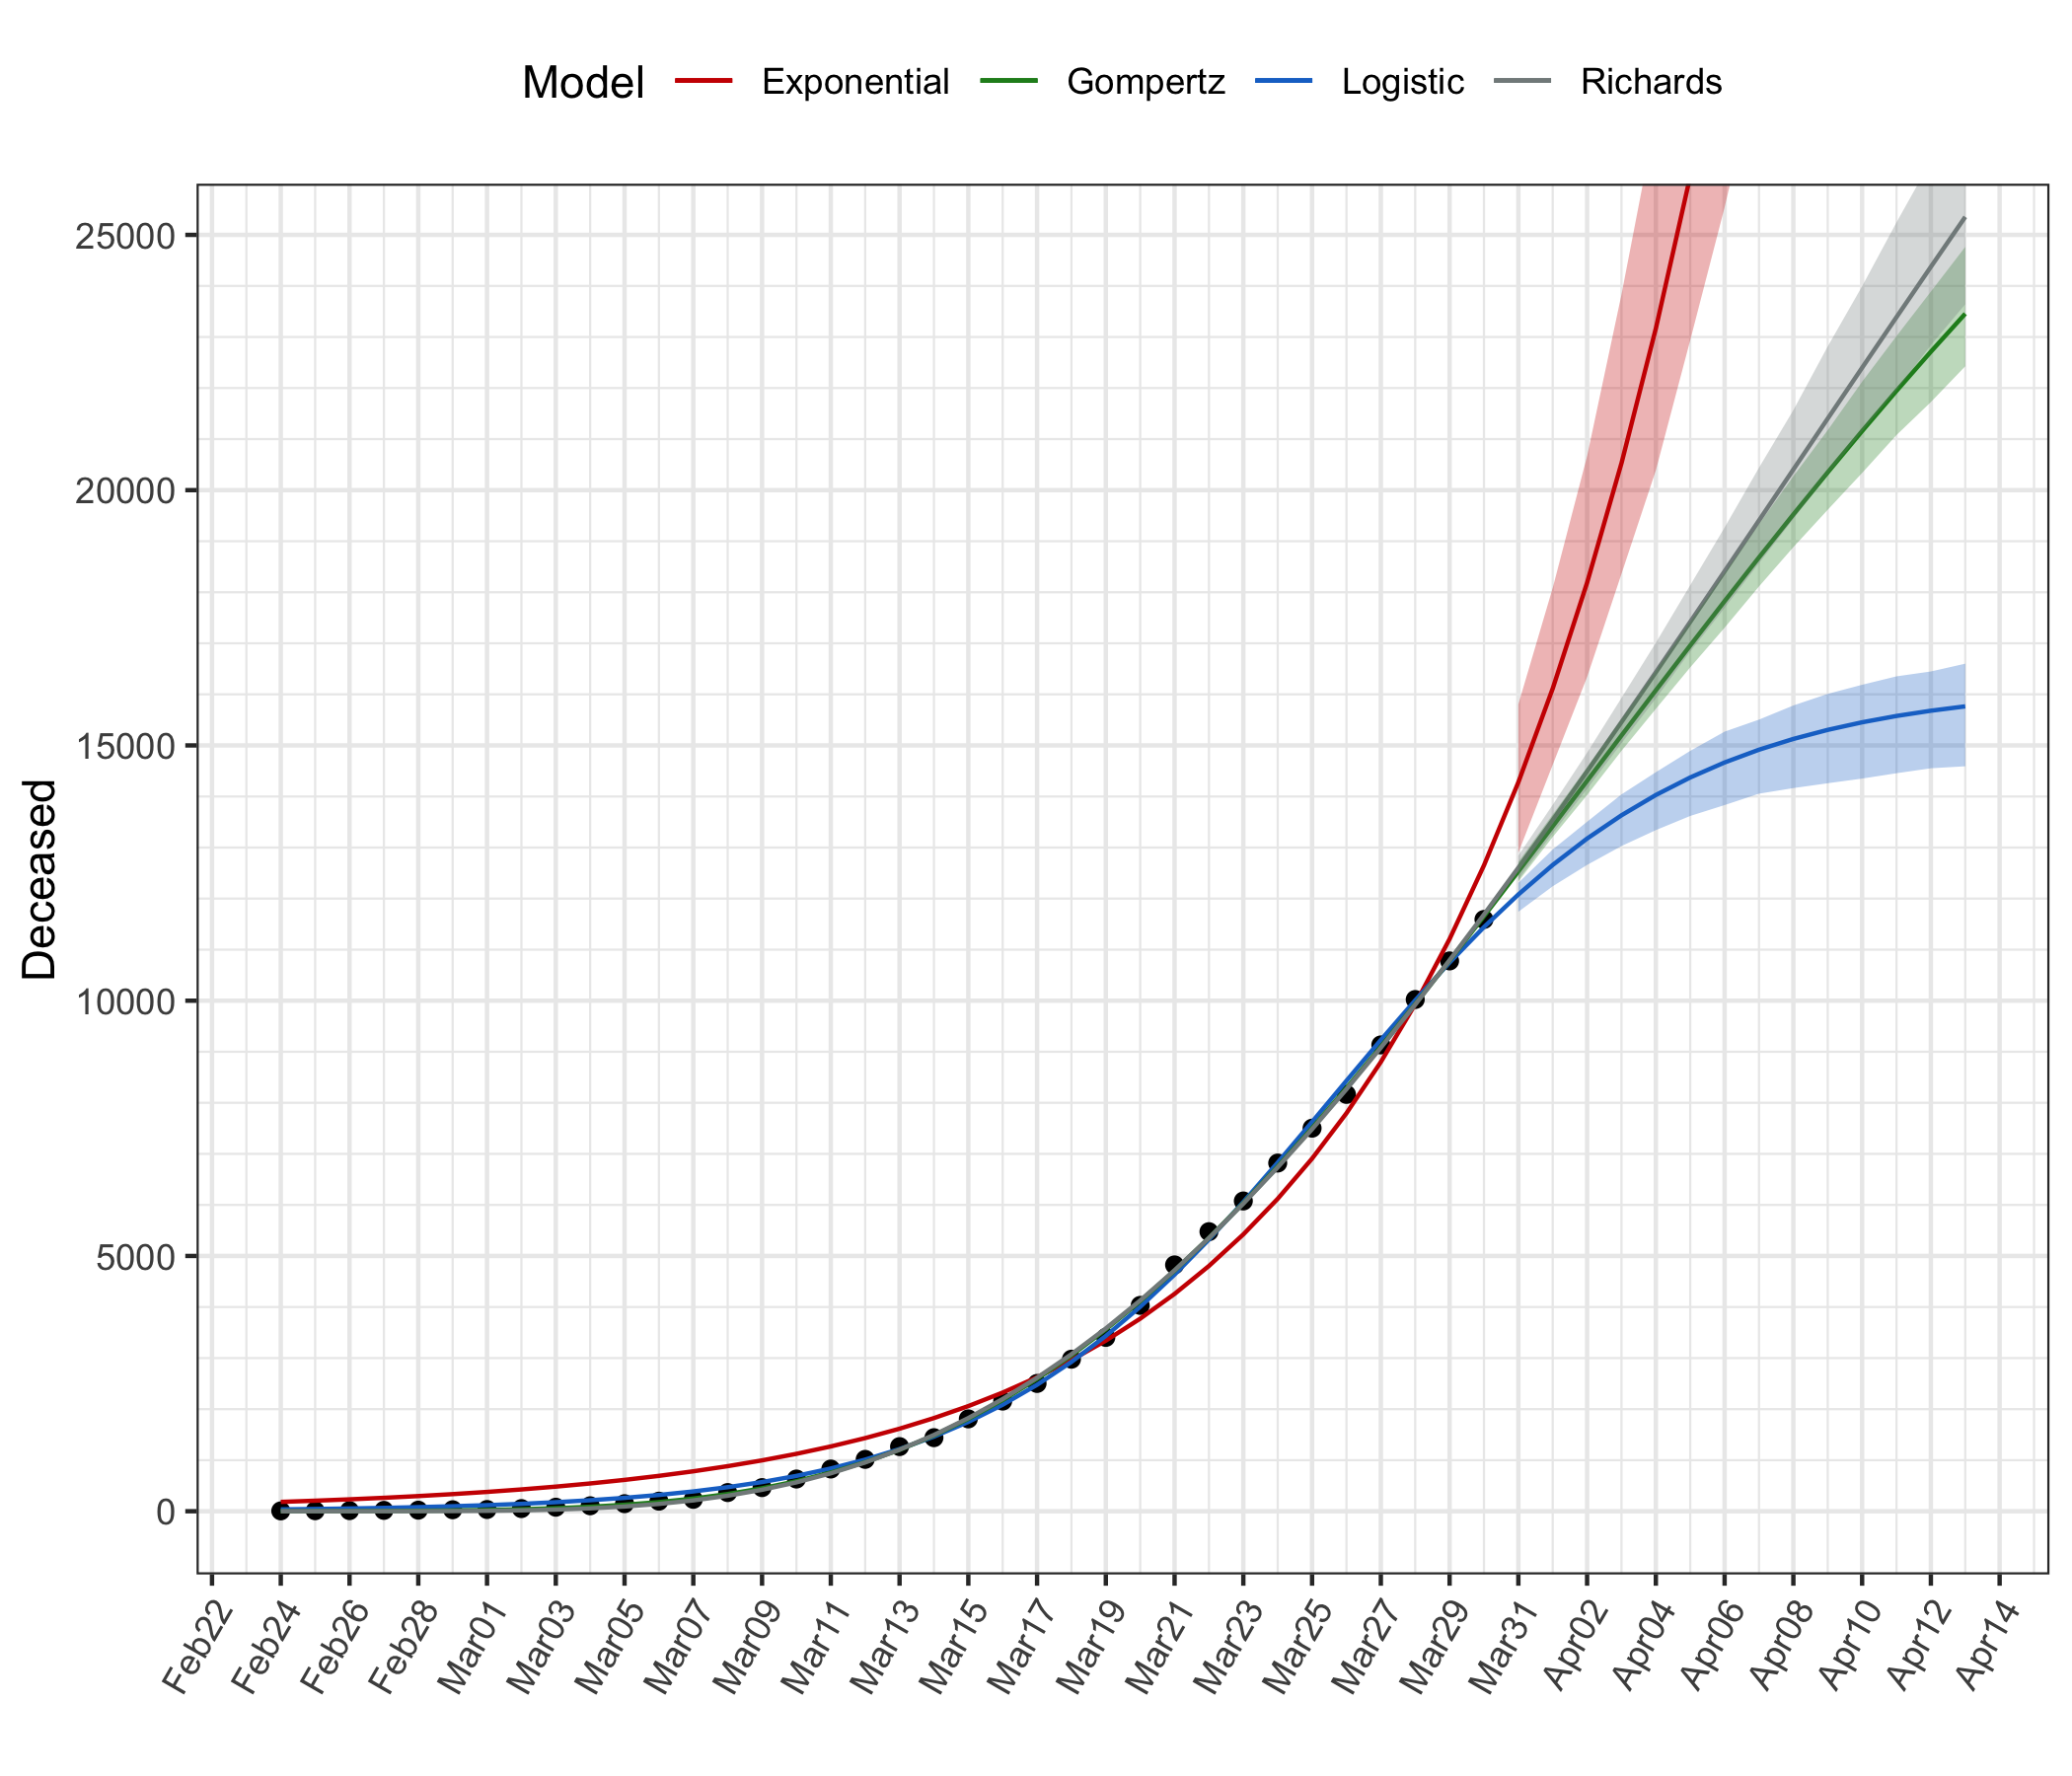 Model Exponential Gompertz Logistic Richards
Deceased
25000
20000
15000
10000
5000
0
Feb22 Feb24 Feb26 Feb28 Mar01 Mar03 Mar05 Mar07 Mar09 Mar11 Mar13 Mar15 Mar17 Mar19 Mar21 Mar23 Mar25 Mar27 Mar29 Mar31 Apr02 Apr04 Apr06 Apr08 Apr10 Apr12 Apr14